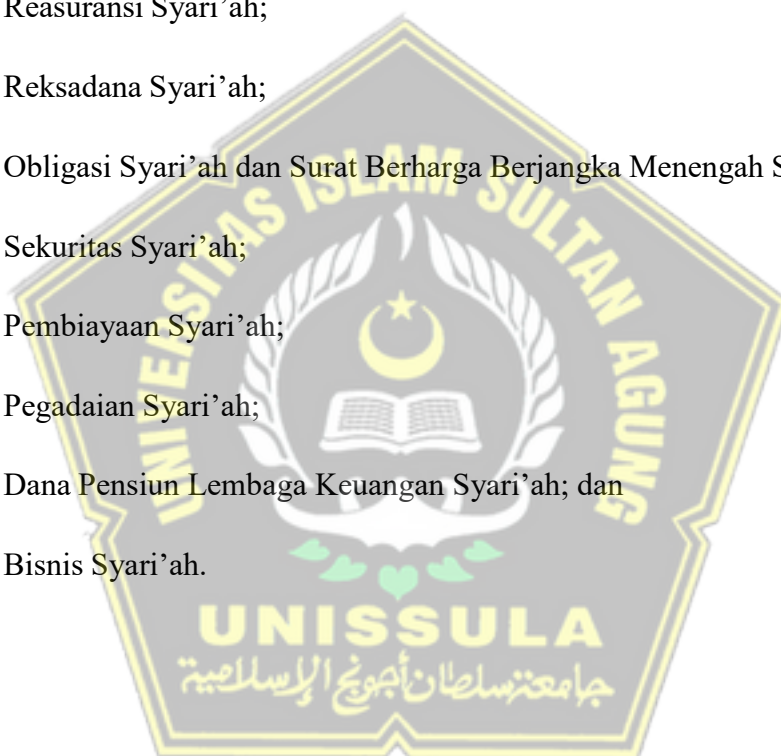 Reasuransi Syari’ah;
Reksadana Syari’ah;
Obligasi Syari’ah dan Surat Berharga Berjangka Menengah S
Sekuritas Syari’ah;
Pembiayaan Syari’ah;
Pegadaian Syari’ah;
Dana Pensiun Lembaga Keuangan Syari’ah; dan
Bisnis Syari’ah.
UNIVERSITAS ISLAM SULTAN AGUNG
UNISSULA
جامعة سلطان أجونج الإسلامية